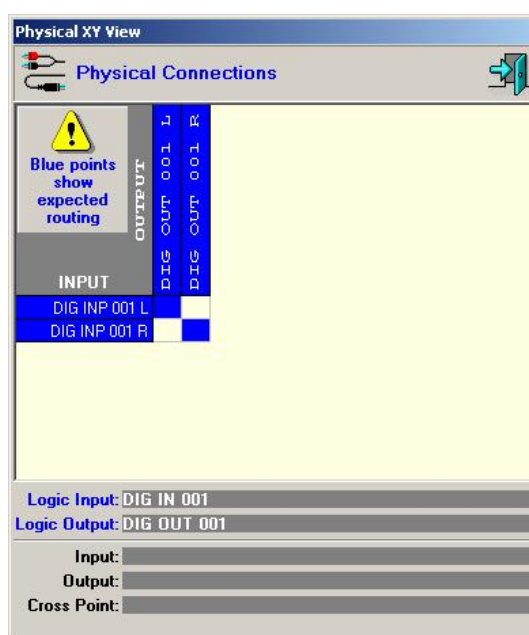 Physical XY View
Physical Connections
Blue points
show
expected
routing
OUTPUT
DIG OUT 001 L
DIG OUT 001 R
INPUT
DIG INP 001 L
DIG INP 001 R
Logic Input: DIG IN 001
Logic Output: DIG OUT 001
Input:
Output:
Cross Point: